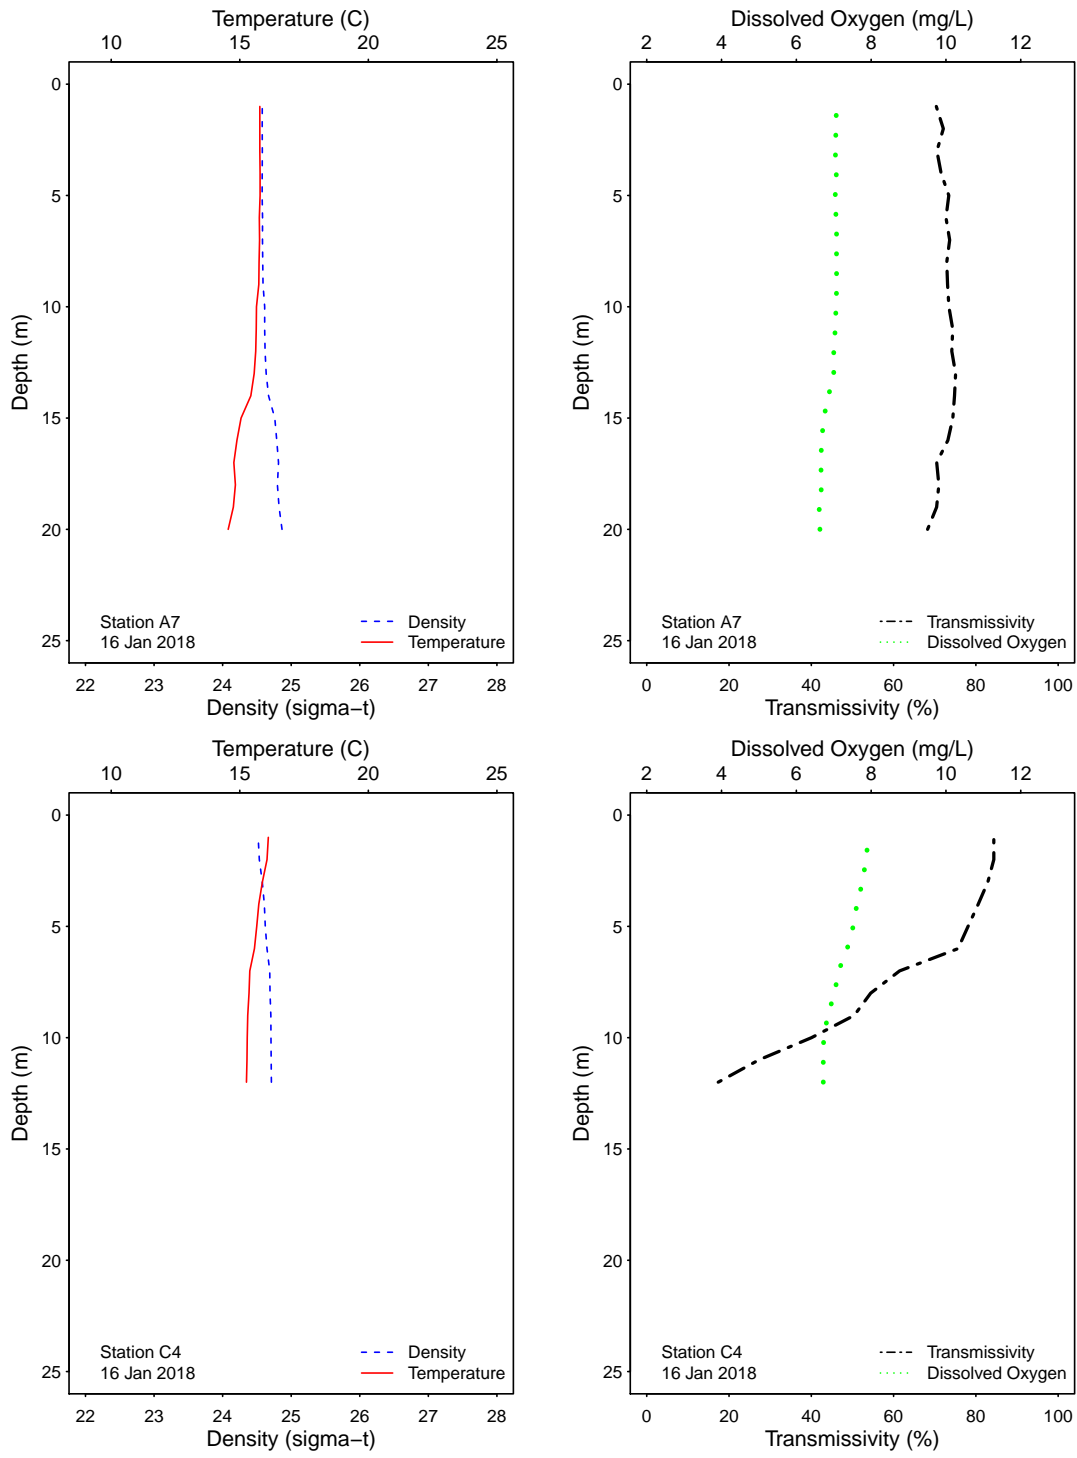 Temperature (C)
10 15 20 25
0
5
10
15
20
25
Depth (m)
Station A7
16 Jan 2018
Density
Temperature
22 23 24 25 26 27 28
Density (sigma−t)
Dissolved Oxygen (mg/L)
2 4 6 8 10 12
0
5
10
15
20
25
Depth (m)
Station A7
16 Jan 2018
Transmissivity
Dissolved Oxygen
0 20 40 60 80 100
Transmissivity (%)
Temperature (C)
10 15 20 25
0
5
10
15
20
25
Depth (m)
Station C4
16 Jan 2018
Density
Temperature
22 23 24 25 26 27 28
Density (sigma−t)
Dissolved Oxygen (mg/L)
2 4 6 8 10 12
0
5
10
15
20
25
Depth (m)
Station C4
16 Jan 2018
Transmissivity
Dissolved Oxygen
0 20 40 60 80 100
Transmissivity (%)